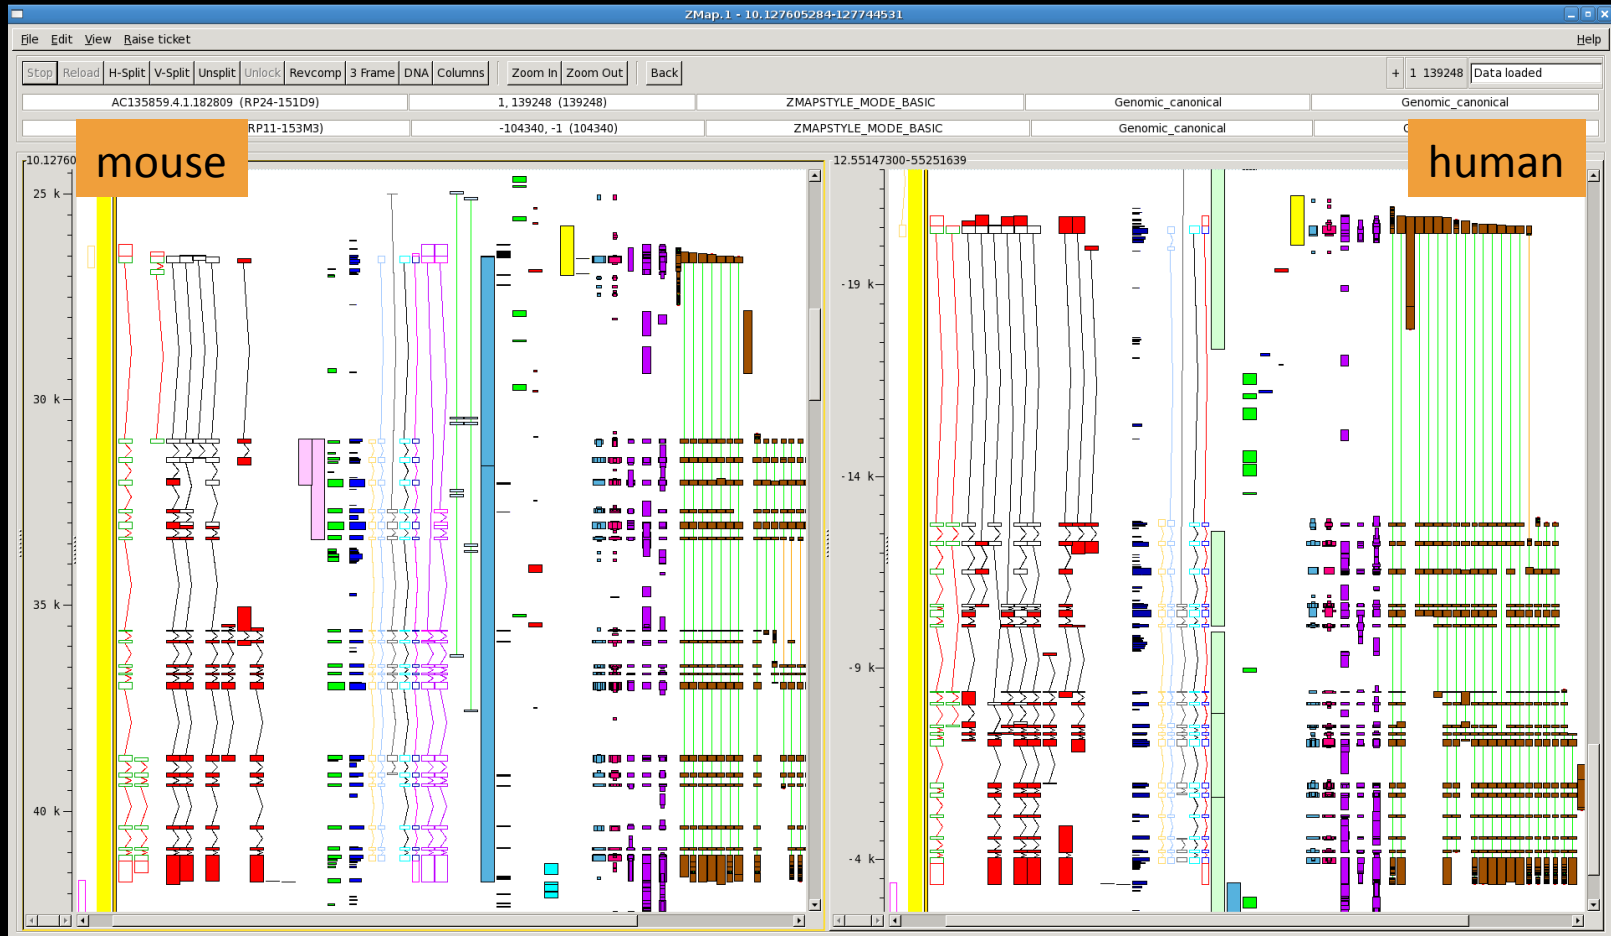 ZMap.1 - 10.127605284-127744531
File Edit View Raise ticket Help
Stop Reload H-Split V-Split Unsplit Unlock Revcomp 3 Frame DNA Columns Zoom In Zoom Out Back + 1 139248 Data loaded
AC135859.4.1.182809 (RP24-151D9) 1, 139248 (139248) ZMAPSTYLE_MODE_BASIC Genomic_canonical Genomic_canonical
RP11-153M3) -104340, -1 (104340) ZMAPSTYLE_MODE_BASIC Genomic_canonical
mouse
human
10.12760
12.55147300-55251639
25 k
30 k
35 k
40 k
-19 k
-14 k
-9 k
-4 k